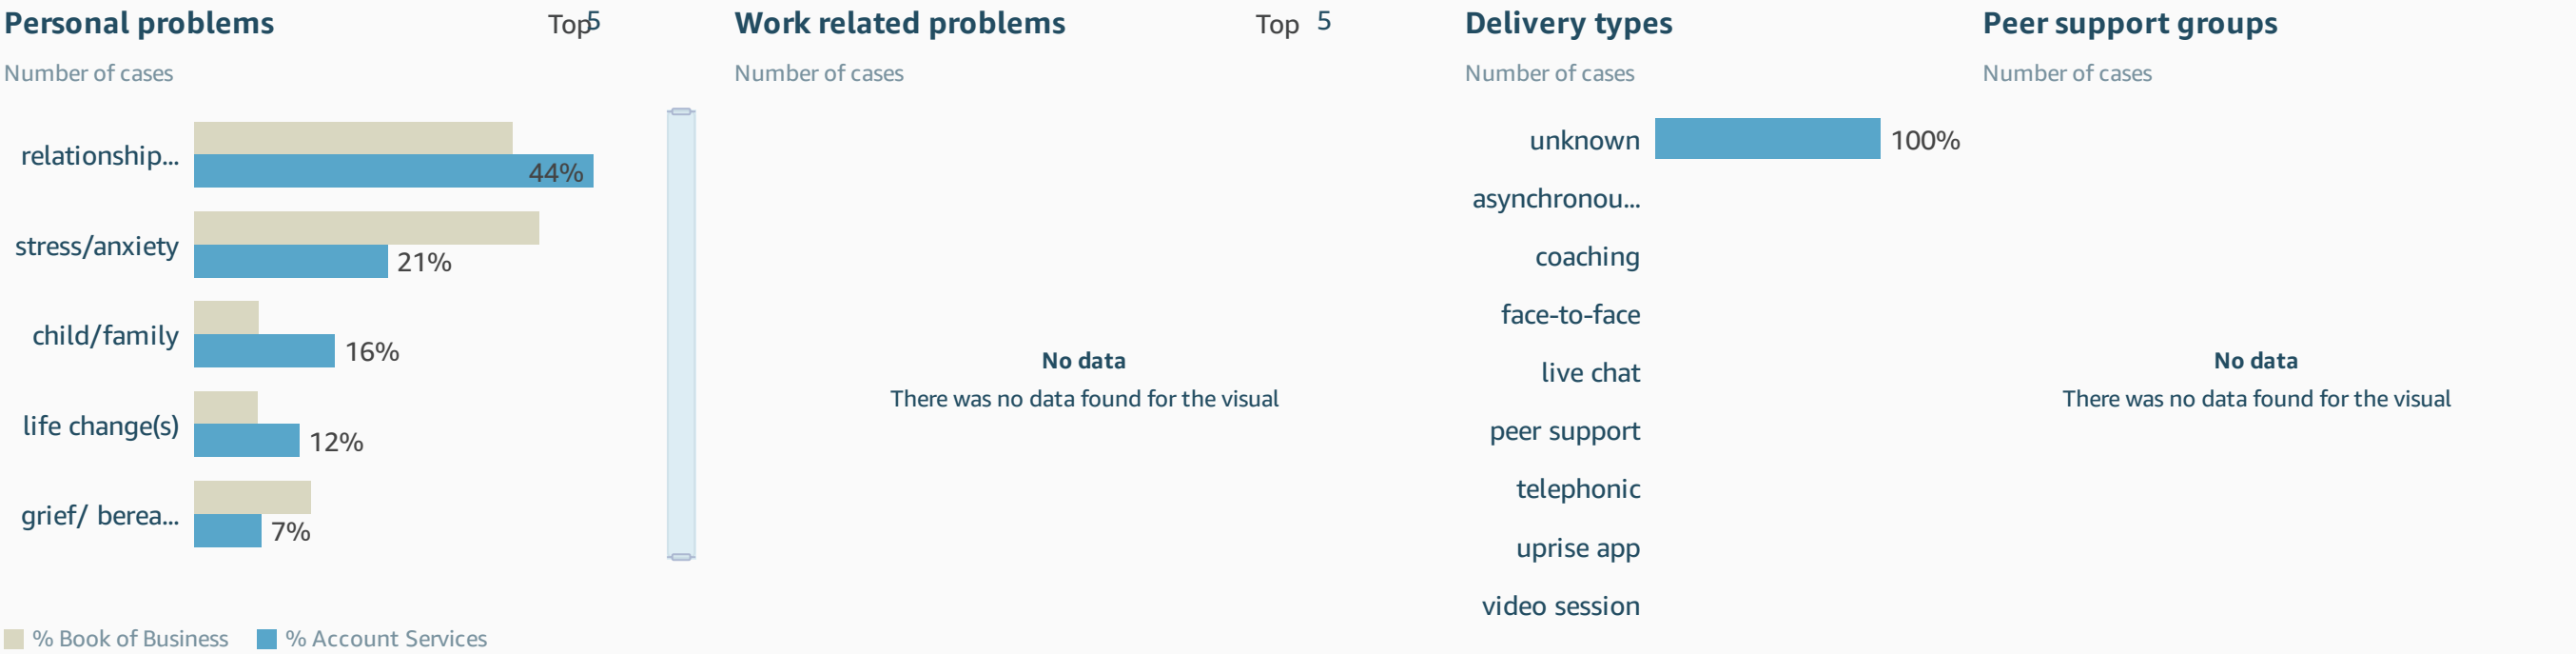 Personal problems
Top 5
Number of cases
relationship...
44%
stress/anxiety
21%
child/family
16%
life change(s)
12%
grief/ berea...
7%
% Book of Business
% Account Services
Work related problems
Top 5
Number of cases
No data
There was no data found for the visual
Delivery types
Number of cases
unknown
100%
asynchronou...
coaching
face-to-face
live chat
peer support
telephonic
uprise app
video session
Peer support groups
Number of cases
No data
There was no data found for the visual